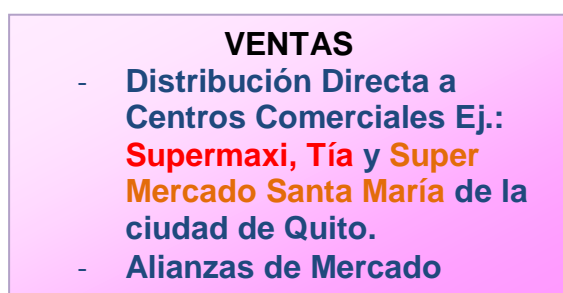 VENTAS
- Distribución Directa a
Centros Comerciales Ej.:
Supermaxi, Tía y Super
Mercado Santa María de la
ciudad de Quito.
- Alianzas de Mercado